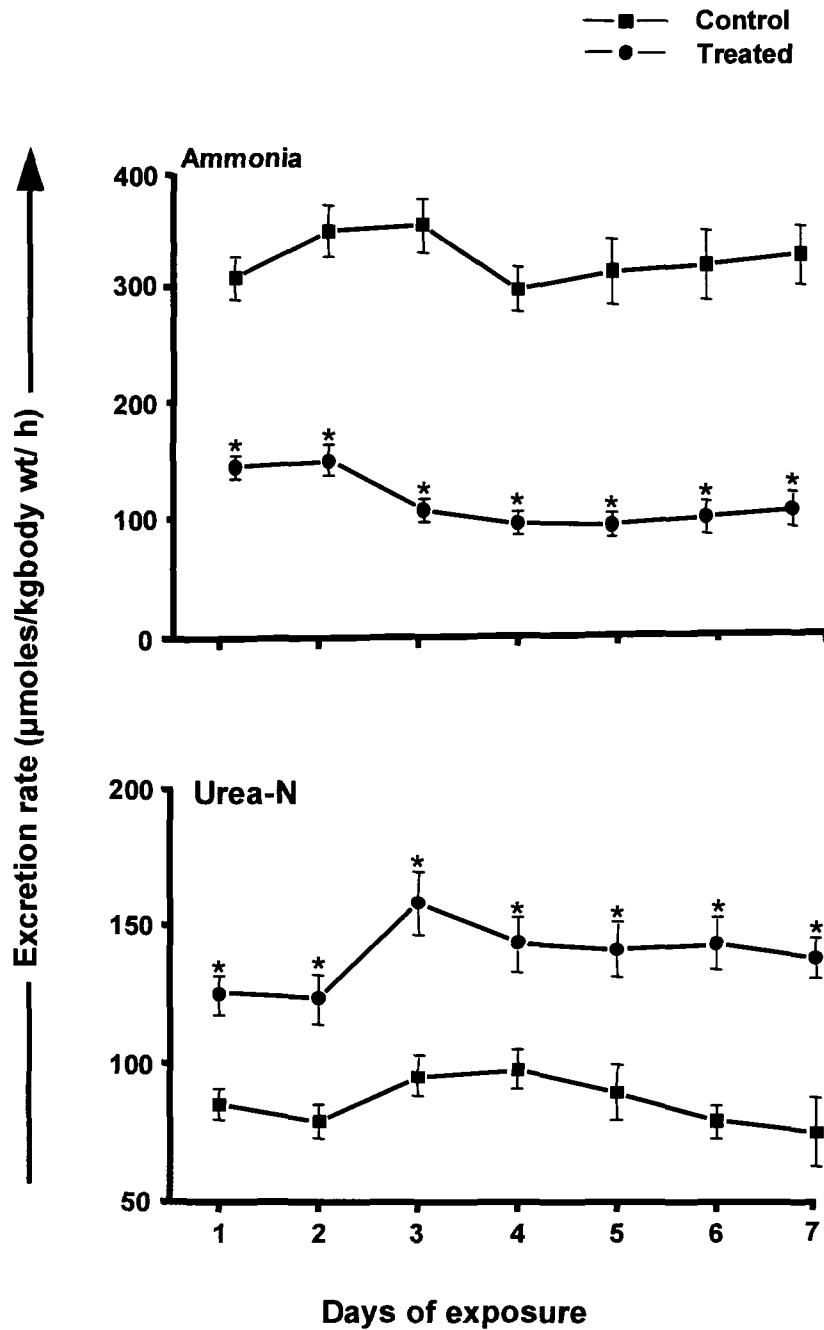 Control
Treated
Excretion rate (µmoles/kgbody wt/ h)
Ammonia
400
300
200
100
0
* * * * * * *
Urea-N
200
150
100
50
* * * * * * *
1 2 3 4 5 6 7
Days of exposure